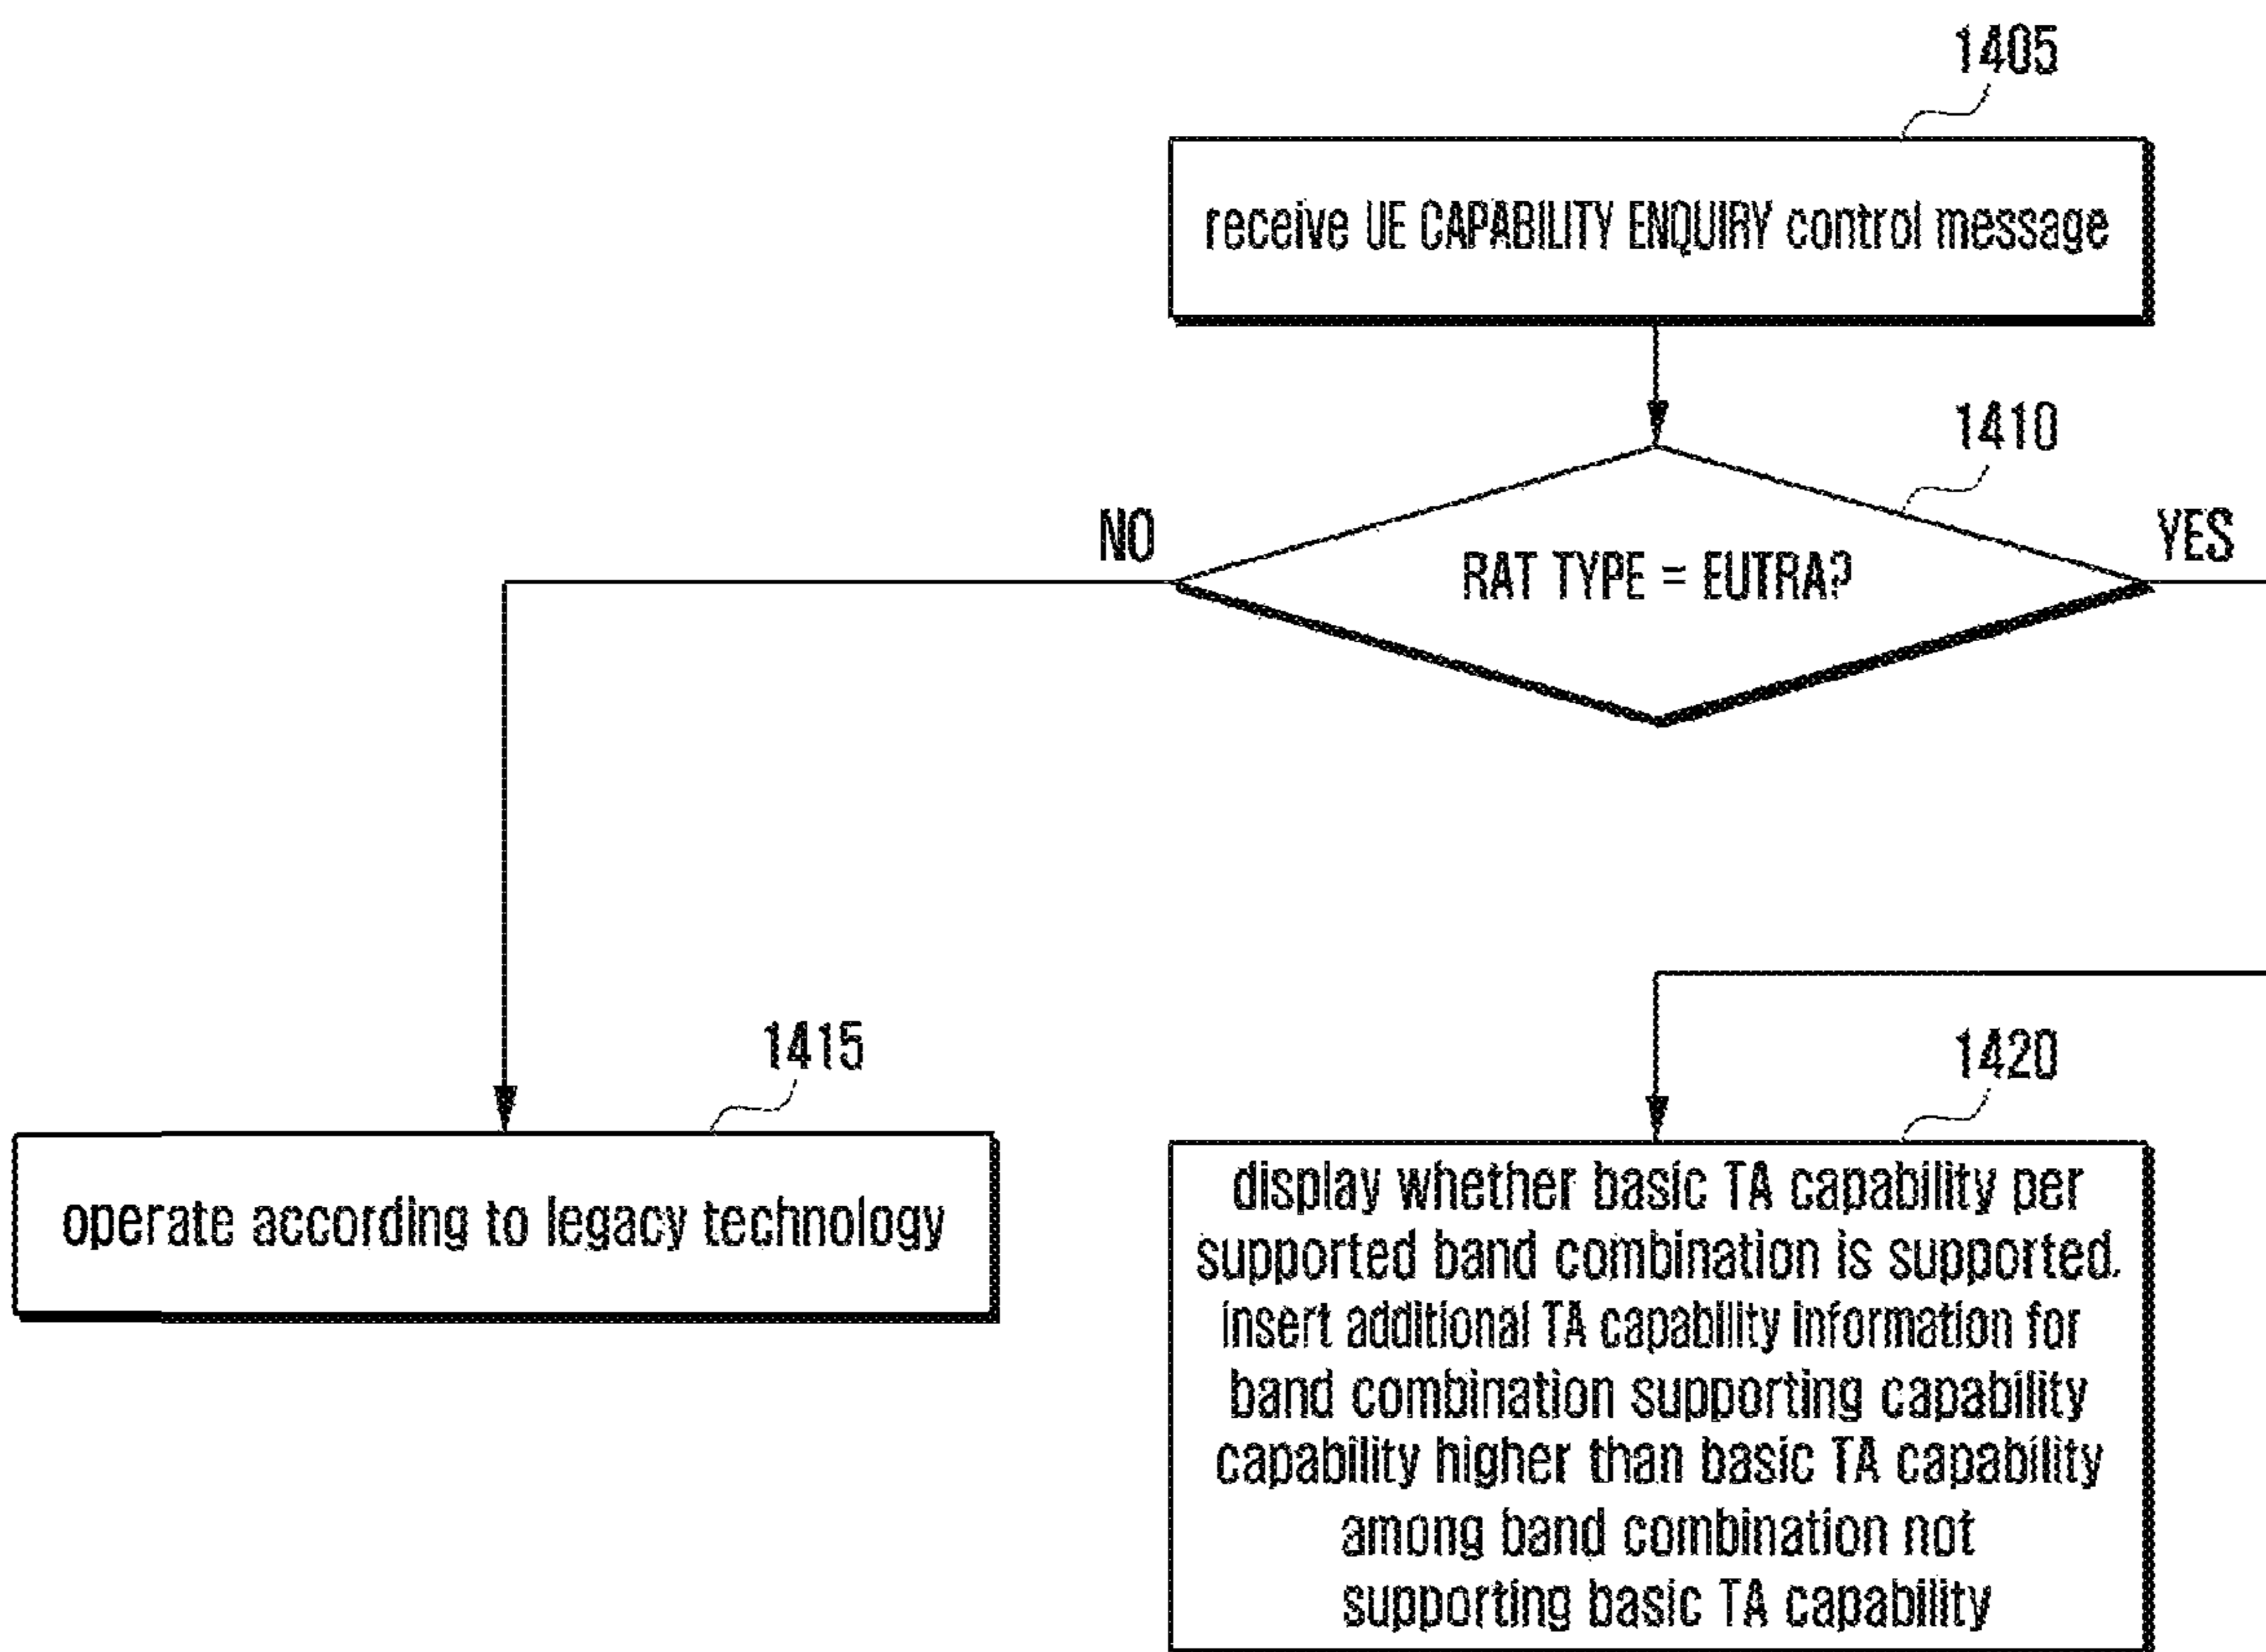 1405
receive UE CAPABILITY ENQUIRY control message
1410
NO
YES
RAT TYPE = EUTRA?
1415
operate according to legacy technology
1420
display whether basic TA capability per
supported band combination is supported.
insert additional TA capability information for
band combination supporting capability
capability higher than basic TA capability
among band combination not
supporting basic TA capability